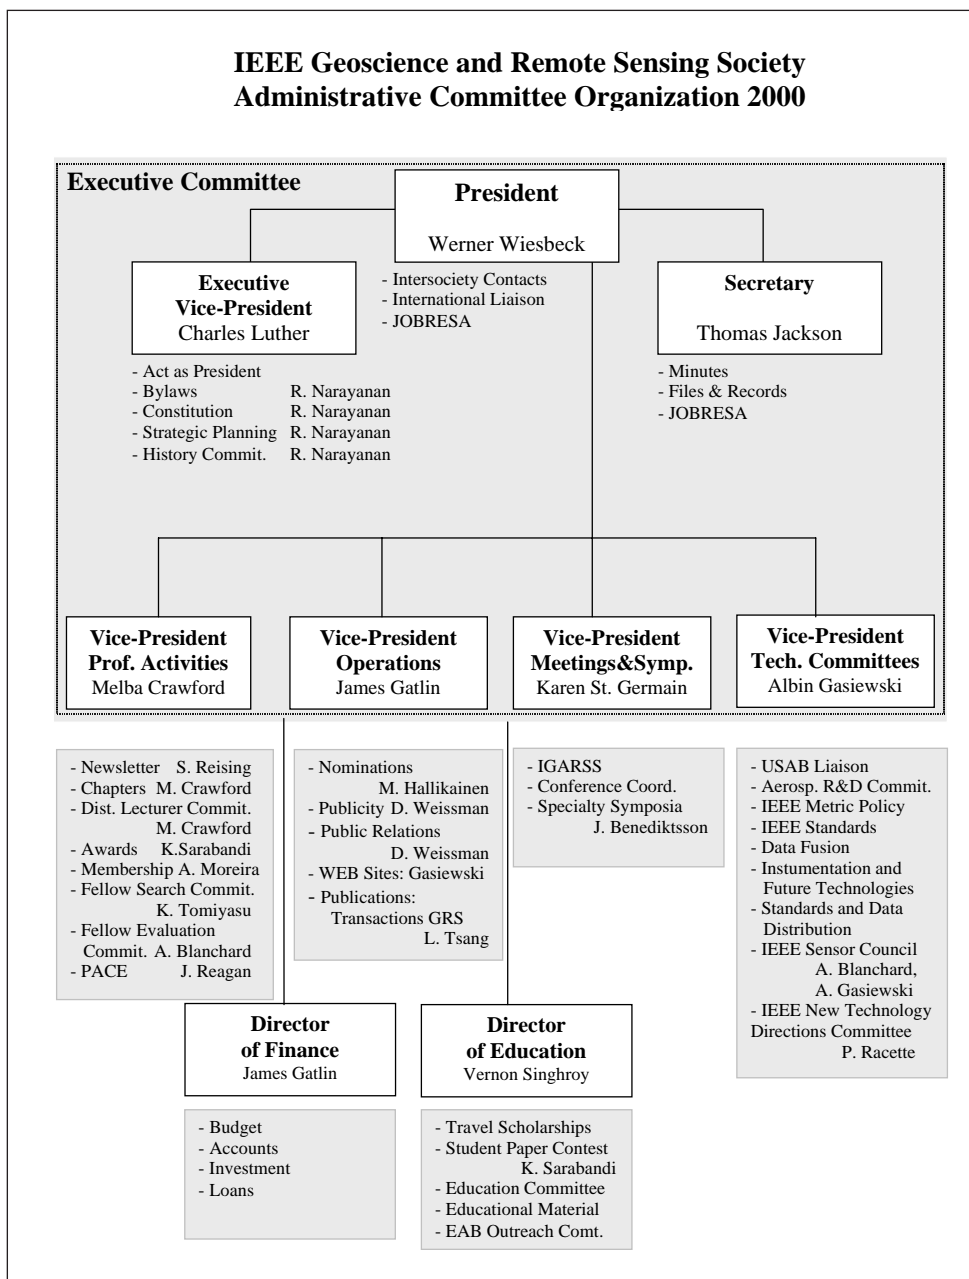 IEEE Geoscience and Remote Sensing Society
Administrative Committee Organization 2000
Executive Committee
President
Werner Wiesbeck
- Intersociety Contacts
- International Liaison
- JOBRESA
Executive
Vice-President
Charles Luther
- Act as President
- Bylaws R. Narayanan
- Constitution R. Narayanan
- Strategic Planning R. Narayanan
- History Commit. R. Narayanan
Secretary
Thomas Jackson
- Minutes
- Files & Records
- JOBRESA
Vice-President
Prof. Activities
Melba Crawford
Vice-President
Operations
James Gatlin
Vice-President
Meetings&Symp.
Karen St. Germain
Vice-President
Tech. Committees
Albin Gasiewski
- Newsletter S. Reising
- Chapters M. Crawford
- Dist. Lecturer Commit.
M. Crawford
- Awards K.Sarabandi
- Membership A. Moreira
- Fellow Search Commit.
K. Tomiyasu
- Fellow Evaluation
Commit. A. Blanchard
- PACE J. Reagan
- Nominations
M. Hallikainen
- Publicity D. Weissman
- Public Relations
D. Weissman
- WEB Sites: Gasiewski
- Publications:
Transactions GRS
L. Tsang
- IGARSS
- Conference Coord.
- Specialty Symposia
J. Benediktsson
- USAB Liaison
- Aerosp. R&D Commit.
- IEEE Metric Policy
- IEEE Standards
- Data Fusion
- Instumentation and
Future Technologies
- Standards and Data
Distribution
- IEEE Sensor Council
A. Blanchard,
A. Gasiewski
- IEEE New Technology
Directions Committee
P. Racette
Director
of Finance
James Gatlin
- Budget
- Accounts
- Investment
- Loans
Director
of Education
Vernon Singhroy
- Travel Scholarships
- Student Paper Contest
K. Sarabandi
- Education Committee
- Educational Material
- EAB Outreach Comt.